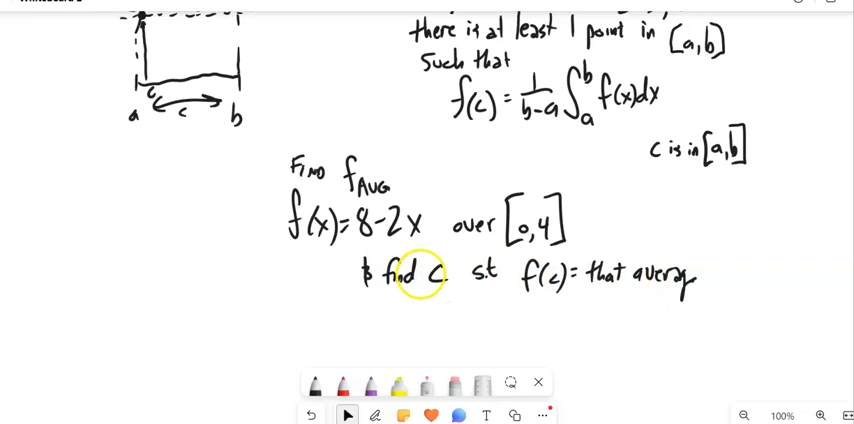 there is at least 1 point in [a,b]
Such that
f(c) = 1/(b-a) ∫_a^b f(x)dx
c is in [a,b]
c
a c b
FIND f_AVG
f(x) = 8-2x over [0,4]
& find c s.t f(c) = that average
100%